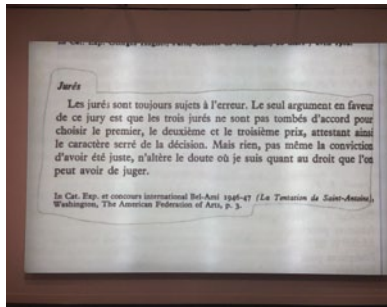 Jurés
Les jurés sont toujours sujets à l'erreur. Le seul argument en faveur
de ce jury est que les trois jurés ne sont pas tombés d'accord pour
choisir le premier, le deuxième et le troisième prix, attestant ainsi
le caractère serré de la décision. Mais rien, pas même la conviction
d'avoir été juste, n'altère le doute où je suis quant au droit que l'on
peut avoir de juger.
In Cat. Exp. et concours international Bel-Ami 1946-47 (La Tentation de Saint-Antoine),
Washington, The American Federation of Arts, p. 3.